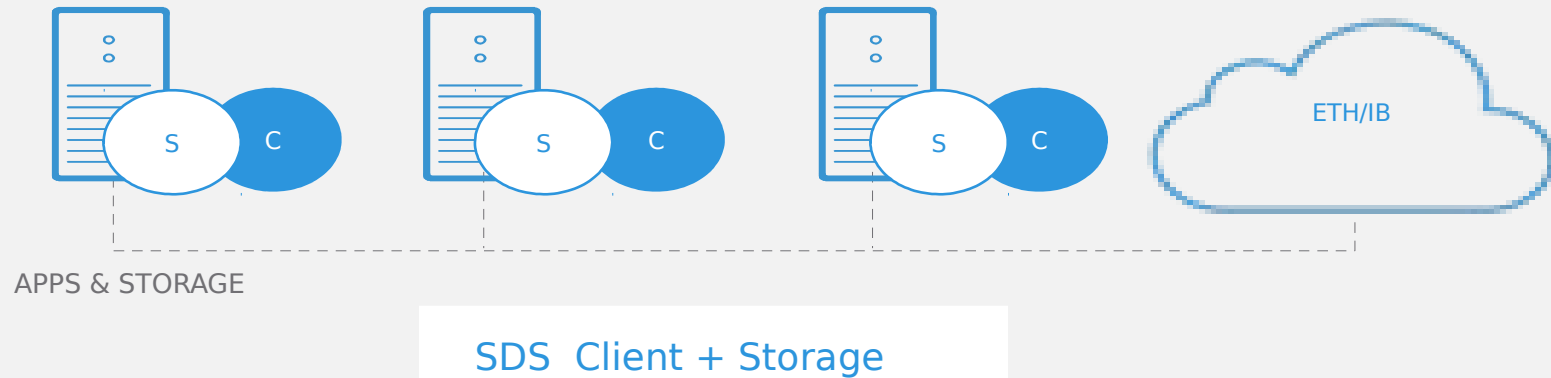 S C S C S C ETH/IB
APPS & STORAGE
SDS Client + Storage